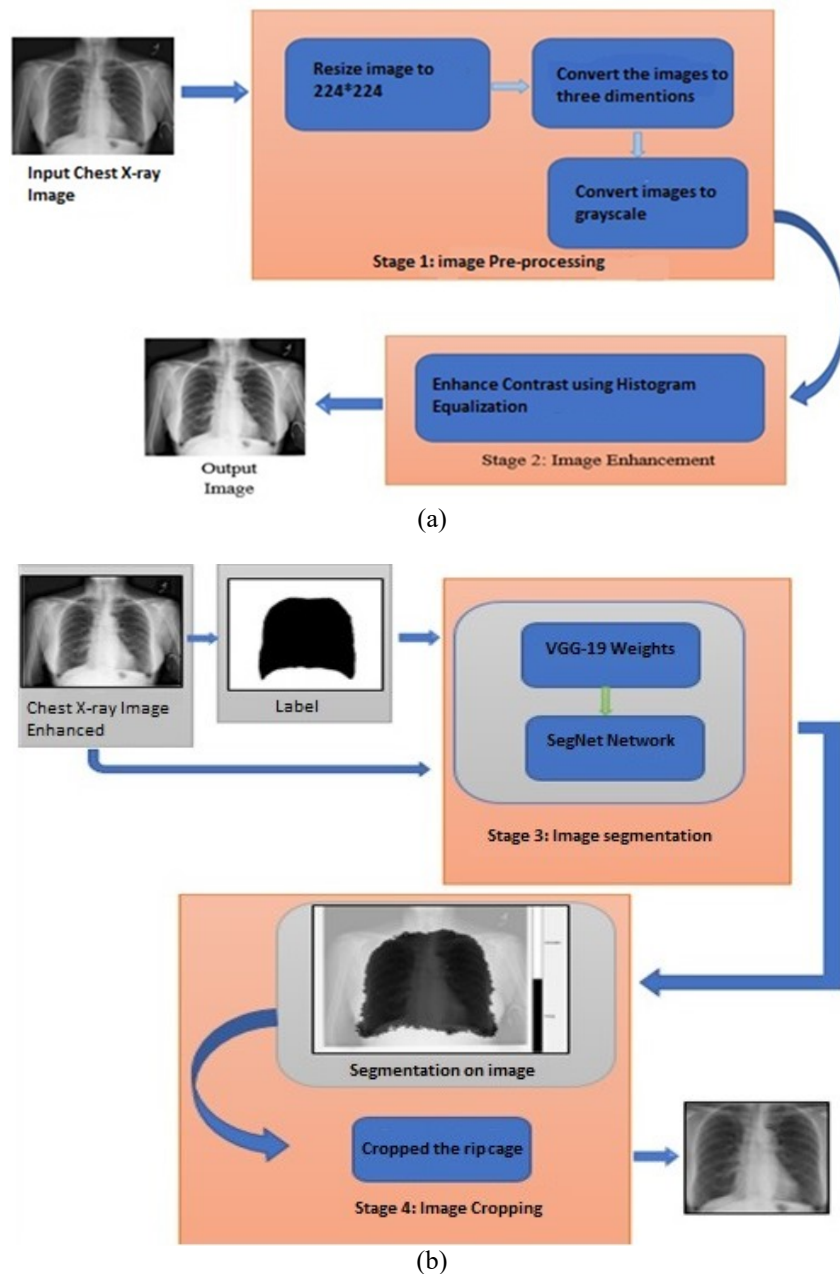 Input Chest X-ray
Image
Resize image to
224*224
Convert the images to
three dimentions
Convert images to
grayscale
Stage 1: image Pre-processing
Enhance Contrast using Histogram
Equalization
Stage 2: Image Enhancement
Output
Image
(a)
Chest X-ray Image
Enhanced
Label
VGG-19 Weights
SegNet Network
Stage 3: Image segmentation
Segmentation on image
Cropped the rip cage
Stage 4: Image Cropping
(b)